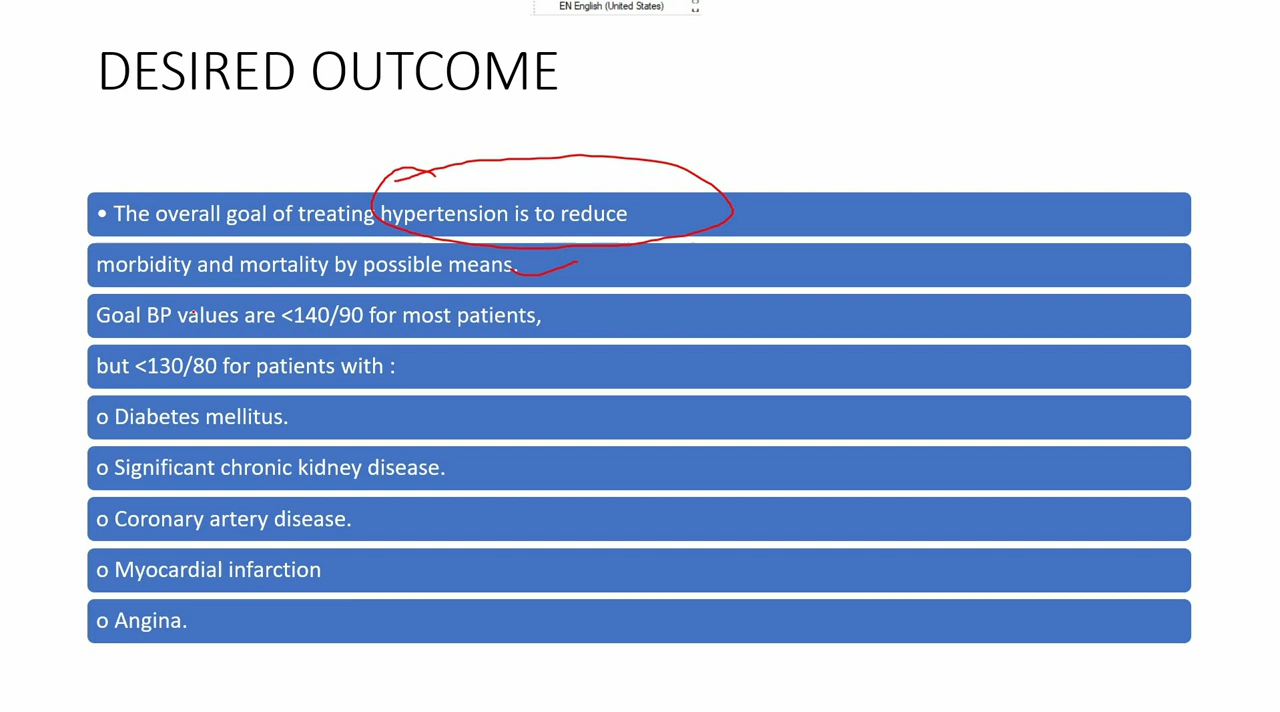 EN English (United States)
DESIRED OUTCOME
• The overall goal of treating hypertension is to reduce
morbidity and mortality by possible means.
Goal BP values are <140/90 for most patients,
but <130/80 for patients with :
o Diabetes mellitus.
o Significant chronic kidney disease.
o Coronary artery disease.
o Myocardial infarction
o Angina.